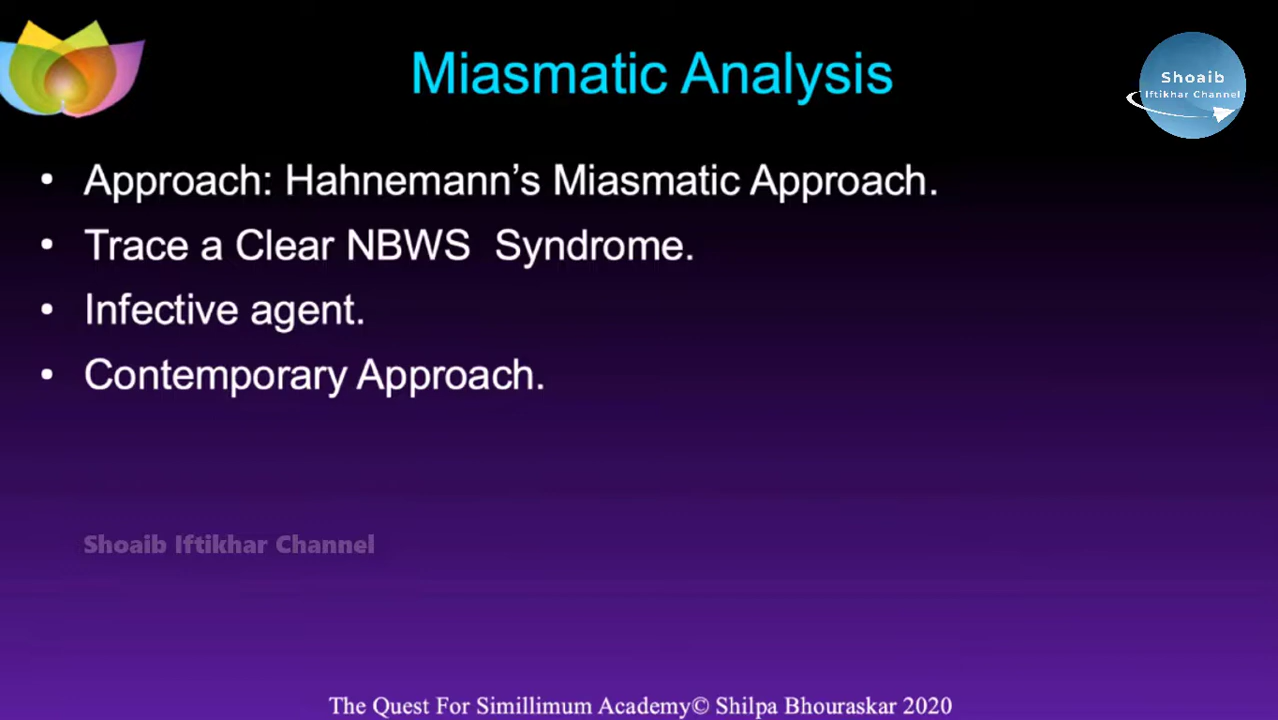 Miasmatic Analysis
Shoaib
Iftikhar Channel
• Approach: Hahnemann’s Miasmatic Approach.
• Trace a Clear NBWS  Syndrome.
• Infective agent.
• Contemporary Approach.
Shoaib Iftikhar Channel
The Quest For Simillimum Academy© Shilpa Bhouraskar 2020